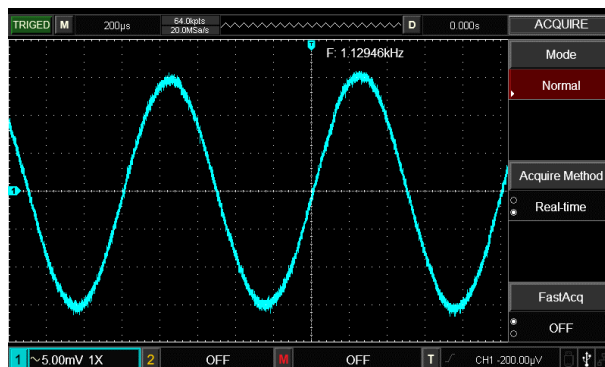 TRIGED M 200µs 64.0kpts D 0.000s ACQUIRE
20.0MSa/s
T
F: 1.12946kHz
Mode
Normal
1
Acquire Method
Real-time
FastAcq
OFF
1 ~5.00mV 1X 2 OFF M OFF T CH1 -200.00µV